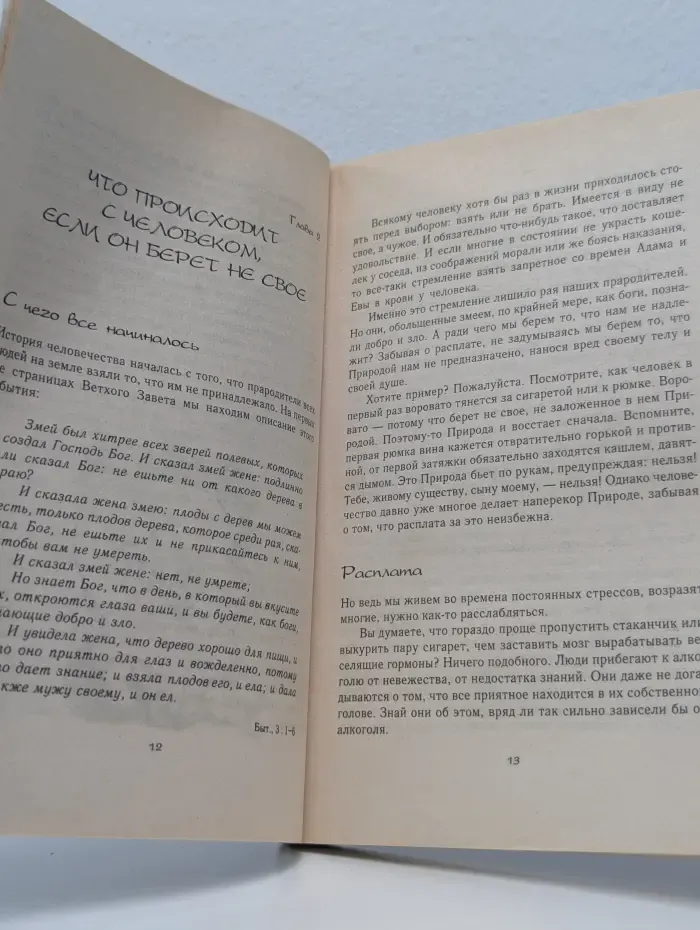 Глава 2
ЧТО ПРОИСХОДИТ
С ЧЕЛОВЕКОМ,
ЕСЛИ ОН БЕРЕТ НЕ СВОЕ
С чего все начиналось
История человечества началась с того, что прародители всех
людей на земле взяли то, что им не принадлежало. На первых
же страницах Ветхого Завета мы находим описание этого
события:
Змей был хитрее всех зверей полевых, которых
создал Господь Бог. И сказал змей жене: подлинно
ли сказал Бог: не ешьте ни от какого дерева в
раю?
И сказала жена змею: плоды с дерев мы можем
есть, только плодов дерева, которое среди рая, ска-
зал Бог, не ешьте их и не прикасайтесь к ним,
чтобы вам не умереть.
И сказал змей жене: нет, не умрете;
Но знает Бог, что в день, в который вы вкусите
их, откроются глаза ваши, и вы будете, как боги,
знающие добро и зло.
И увидела жена, что дерево хорошо для пищи, и
что оно приятно для глаз и вожделенно, потому
что дает знание; и взяла плодов его, и ела; и дала
также мужу своему, и он ел.
Быт., 3 : 1–6
12
Всякому человеку хотя бы раз в жизни приходилось сто-
ять перед выбором: взять или не брать. Имеется в виду не
свое, а чужое. И обязательно что-нибудь такое, что доставляет
удовольствие. И если многие в состоянии не украсть коше-
лек у соседа, из соображений морали или же боясь наказания,
то все-таки стремление взять запретное со времен Адама и
Евы в крови у человека.
Именно это стремление лишило рая наших прародителей.
Но они, обольщенные змеем, по крайней мере, как боги, позна-
ли добро и зло. А ради чего мы берем то, что нам не надле-
жит? Забывая о расплате, не задумываясь мы берем то, что
Природой нам не предназначено, нанося вред своему телу и
своей душе.
Хотите пример? Пожалуйста. Посмотрите, как человек в
первый раз воровато тянется за сигаретой или к рюмке. Воро-
вато — потому что берет не свое, не заложенное в нем При-
родой. Поэтому-то Природа и восстает сначала. Вспомните,
первая рюмка вина кажется отвратительно горькой и против-
ной, от первой затяжки обязательно заходятся кашлем, давят-
ся дымом. Это Природа бьет по рукам, предупреждая: нельзя!
Тебе, живому существу, сыну моему, — нельзя! Однако челове-
чество давно уже многое делает наперекор Природе, забывая
о том, что расплата за это неизбежна.
Расплата
Но ведь мы живем во времена постоянных стрессов, возразят
многие, нужно как-то расслабляться.
Вы думаете, что гораздо проще пропустить стаканчик или
выкурить пару сигарет, чем заставить мозг вырабатывать ве-
селящие гормоны? Ничего подобного. Люди прибегают к алко-
голю от невежества, от недостатка знаний. Они даже не дога-
дываются о том, что все приятное находится в их собственной
голове. Знай они об этом, вряд ли так сильно зависели бы от
алкоголя.
13